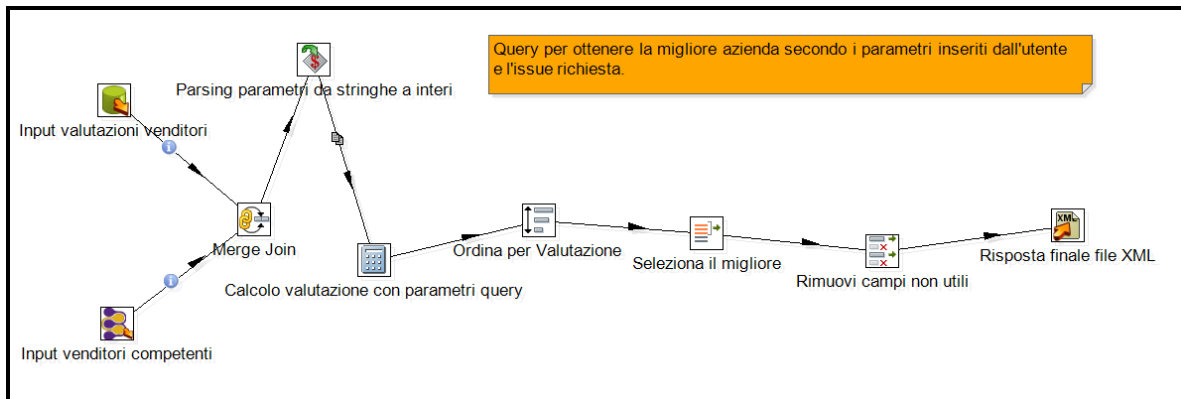 Query per ottenere la migliore azienda secondo i parametri inseriti dall'utente
e l'issue richiesta.
Parsing parametri da stringhe a interi
Input valutazioni venditori
Merge Join
Ordina per Valutazione
Seleziona il migliore
Risposta finale file XML
Rimuovi campi non utili
Calcolo valutazione con parametri query
Input venditori competenti
XML